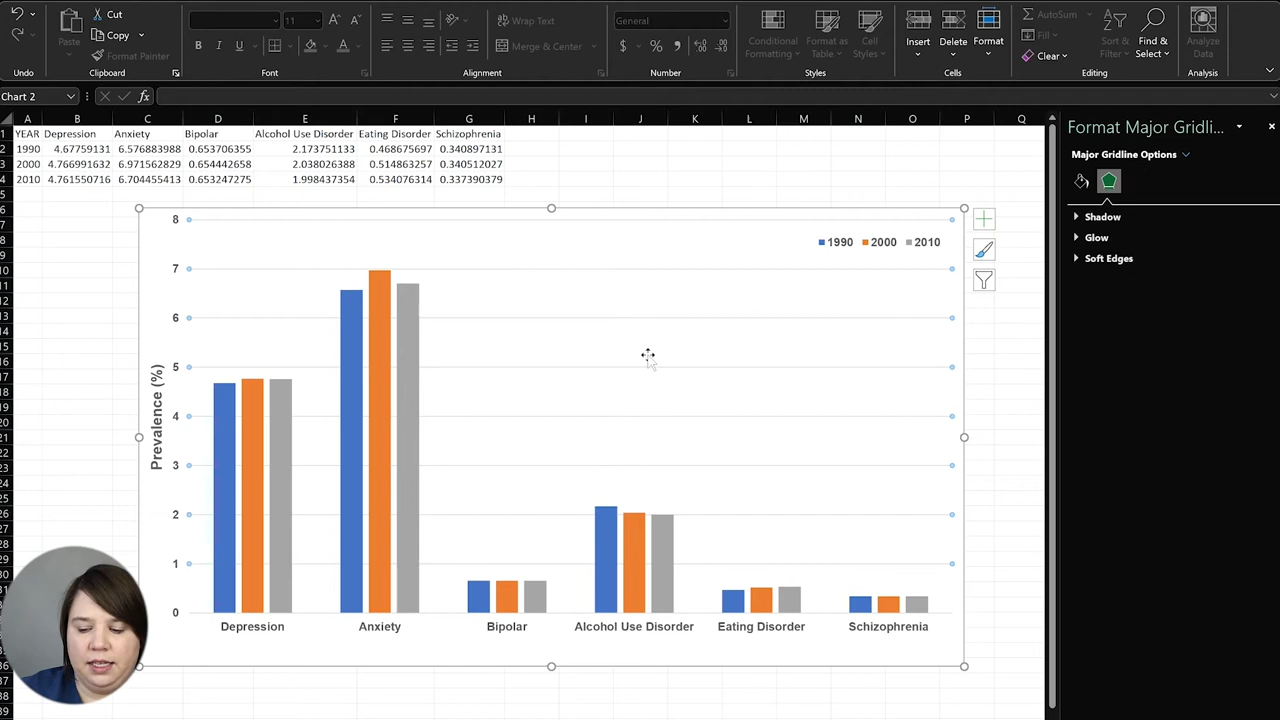 Cut
11
Wrap Text
General
AutoSum
Paste
Copy
Fill
Format Painter
B I U
A
Merge & Center
$ % ,
Conditional Formatting
Format as Table
Cell Styles
Insert
Delete
Format
Clear
Sort & Filter
Find & Select
Analyze Data
Undo
Clipboard
Font
Alignment
Number
Styles
Cells
Editing
Analysis
Chart 2
fx
A B C D E F G H I J K L M N O P Q
1 YEAR Depression Anxiety Bipolar Alcohol Use Disorder Eating Disorder Schizophrenia
2 1990 4.67759131 6.576883988 0.653706355 2.173751133 0.468675697 0.340897131
3 2000 4.766991632 6.971562829 0.654442658 2.038026388 0.514863257 0.340512027
4 2010 4.761550716 6.704455413 0.653247275 1.998437354 0.534076314 0.337390379
8
1990 2000 2010
7
6
5
4
3
2
1
0
Prevalence (%)
Depression Anxiety Bipolar Alcohol Use Disorder Eating Disorder Schizophrenia
Format Major Gridli...
Major Gridline Options
Shadow
Glow
Soft Edges